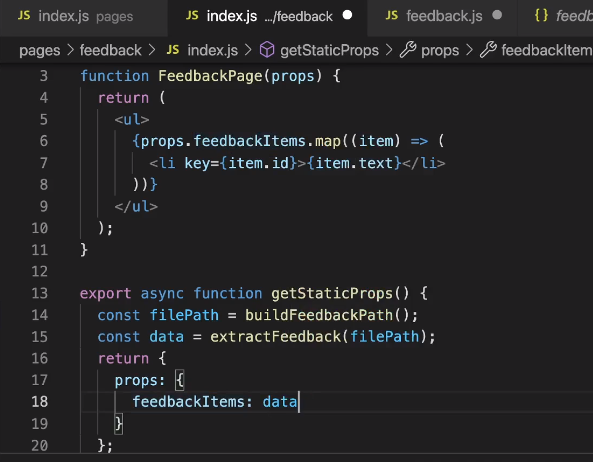 JS index.js pages JS index.js .../feedback JS feedback.js {} feedb
pages > feedback > JS index.js > getStaticProps > props > feedbackItem
3 function FeedbackPage(props) {
4 return (
5 <ul>
6 {props.feedbackItems.map((item) => (
7 <li key={item.id}>{item.text}</li>
8 ))}
9 </ul>
10 );
11 }
12
13 export async function getStaticProps() {
14 const filePath = buildFeedbackPath();
15 const data = extractFeedback(filePath);
16 return {
17 props: {
18 feedbackItems: data
19 }
20 };